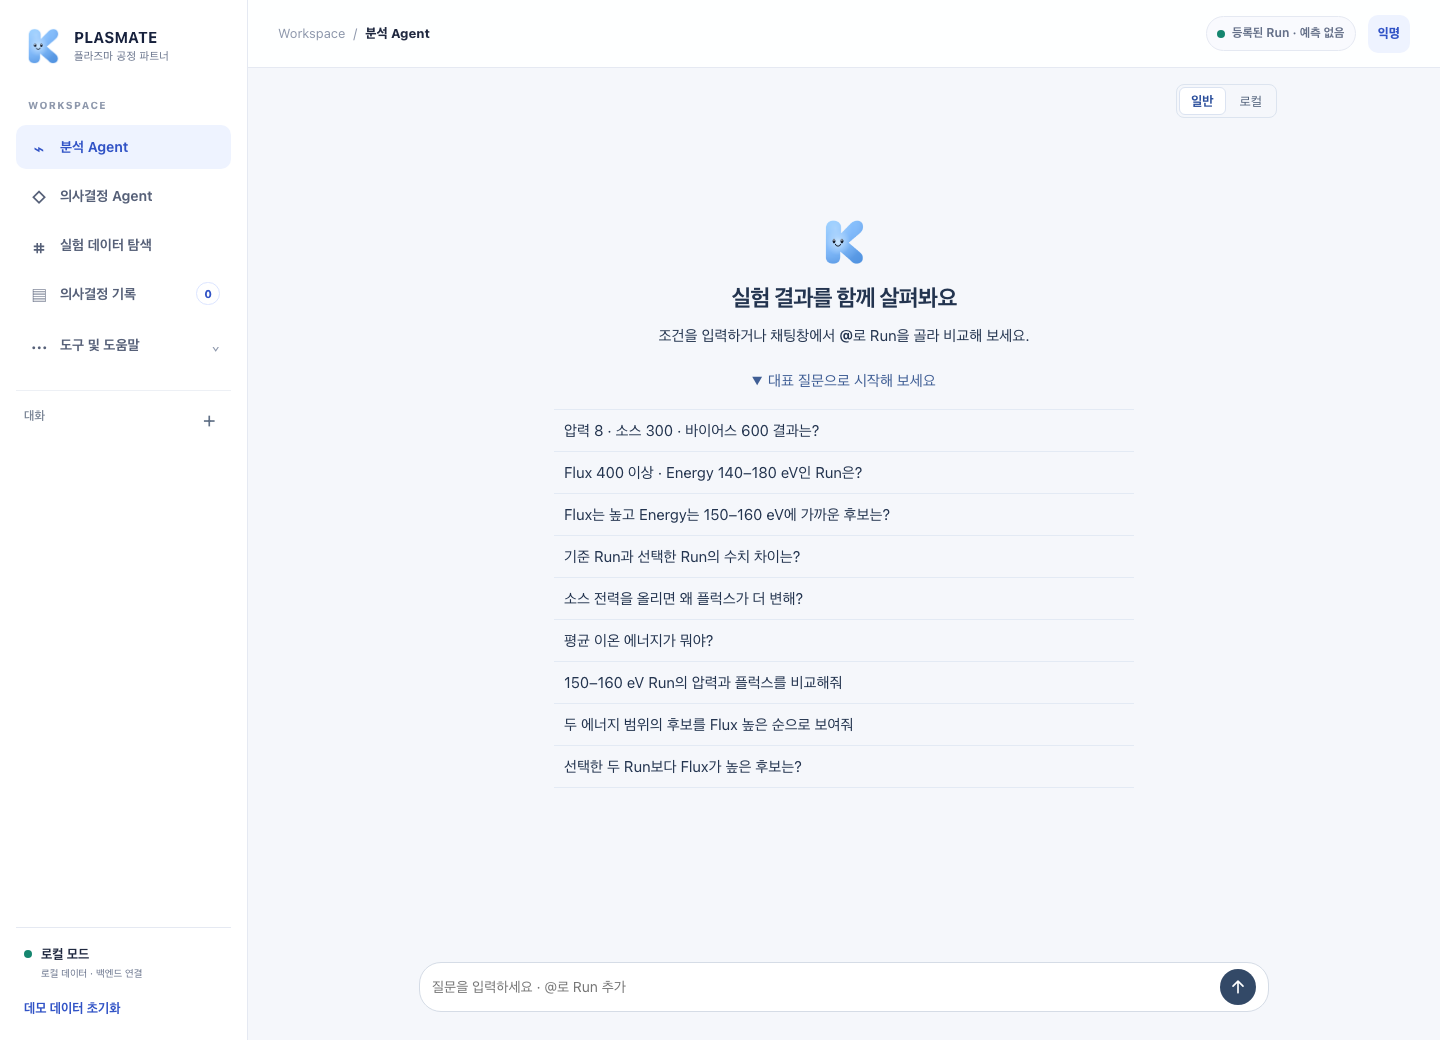 PLASMATE
플라즈마 공정 파트너
WORKSPACE
분석 Agent
의사결정 Agent
실험 데이터 탐색
의사결정 기록
0
도구 및 도움말
대화
로컬 모드
로컬 데이터 · 백엔드 연결
데모 데이터 초기화
Workspace / 분석 Agent
등록된 Run · 예측 없음
익명
일반
로컬
실험 결과를 함께 살펴봐요
조건을 입력하거나 채팅창에서 @로 Run을 골라 비교해 보세요.
▼ 대표 질문으로 시작해 보세요
압력 8 · 소스 300 · 바이어스 600 결과는?
Flux 400 이상 · Energy 140–180 eV인 Run은?
Flux는 높고 Energy는 150–160 eV에 가까운 후보는?
기준 Run과 선택한 Run의 수치 차이는?
소스 전력을 올리면 왜 플럭스가 더 변해?
평균 이온 에너지가 뭐야?
150–160 eV Run의 압력과 플럭스를 비교해줘
두 에너지 범위의 후보를 Flux 높은 순으로 보여줘
선택한 두 Run보다 Flux가 높은 후보는?
질문을 입력하세요 · @로 Run 추가